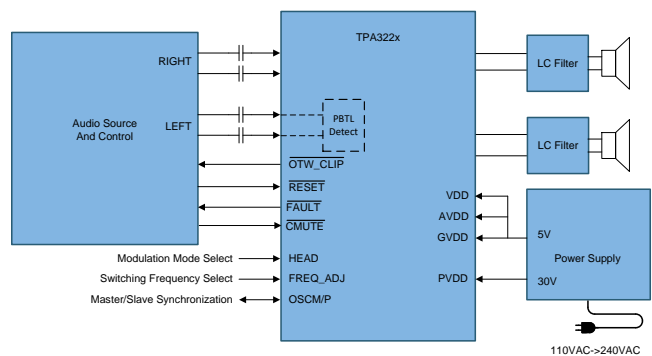 TPA322x
RIGHT
LEFT
Audio Source
And Control
PBTL
Detect
OTW_CLIP
RESET
FAULT
CMUTE
Modulation Mode Select
HEAD
Switching Frequency Select
FREQ_ADJ
Master/Slave Synchronization
OSCM/P
VDD
AVDD
GVDD
PVDD
LC Filter
LC Filter
5V
Power Supply
30V
110VAC->240VAC